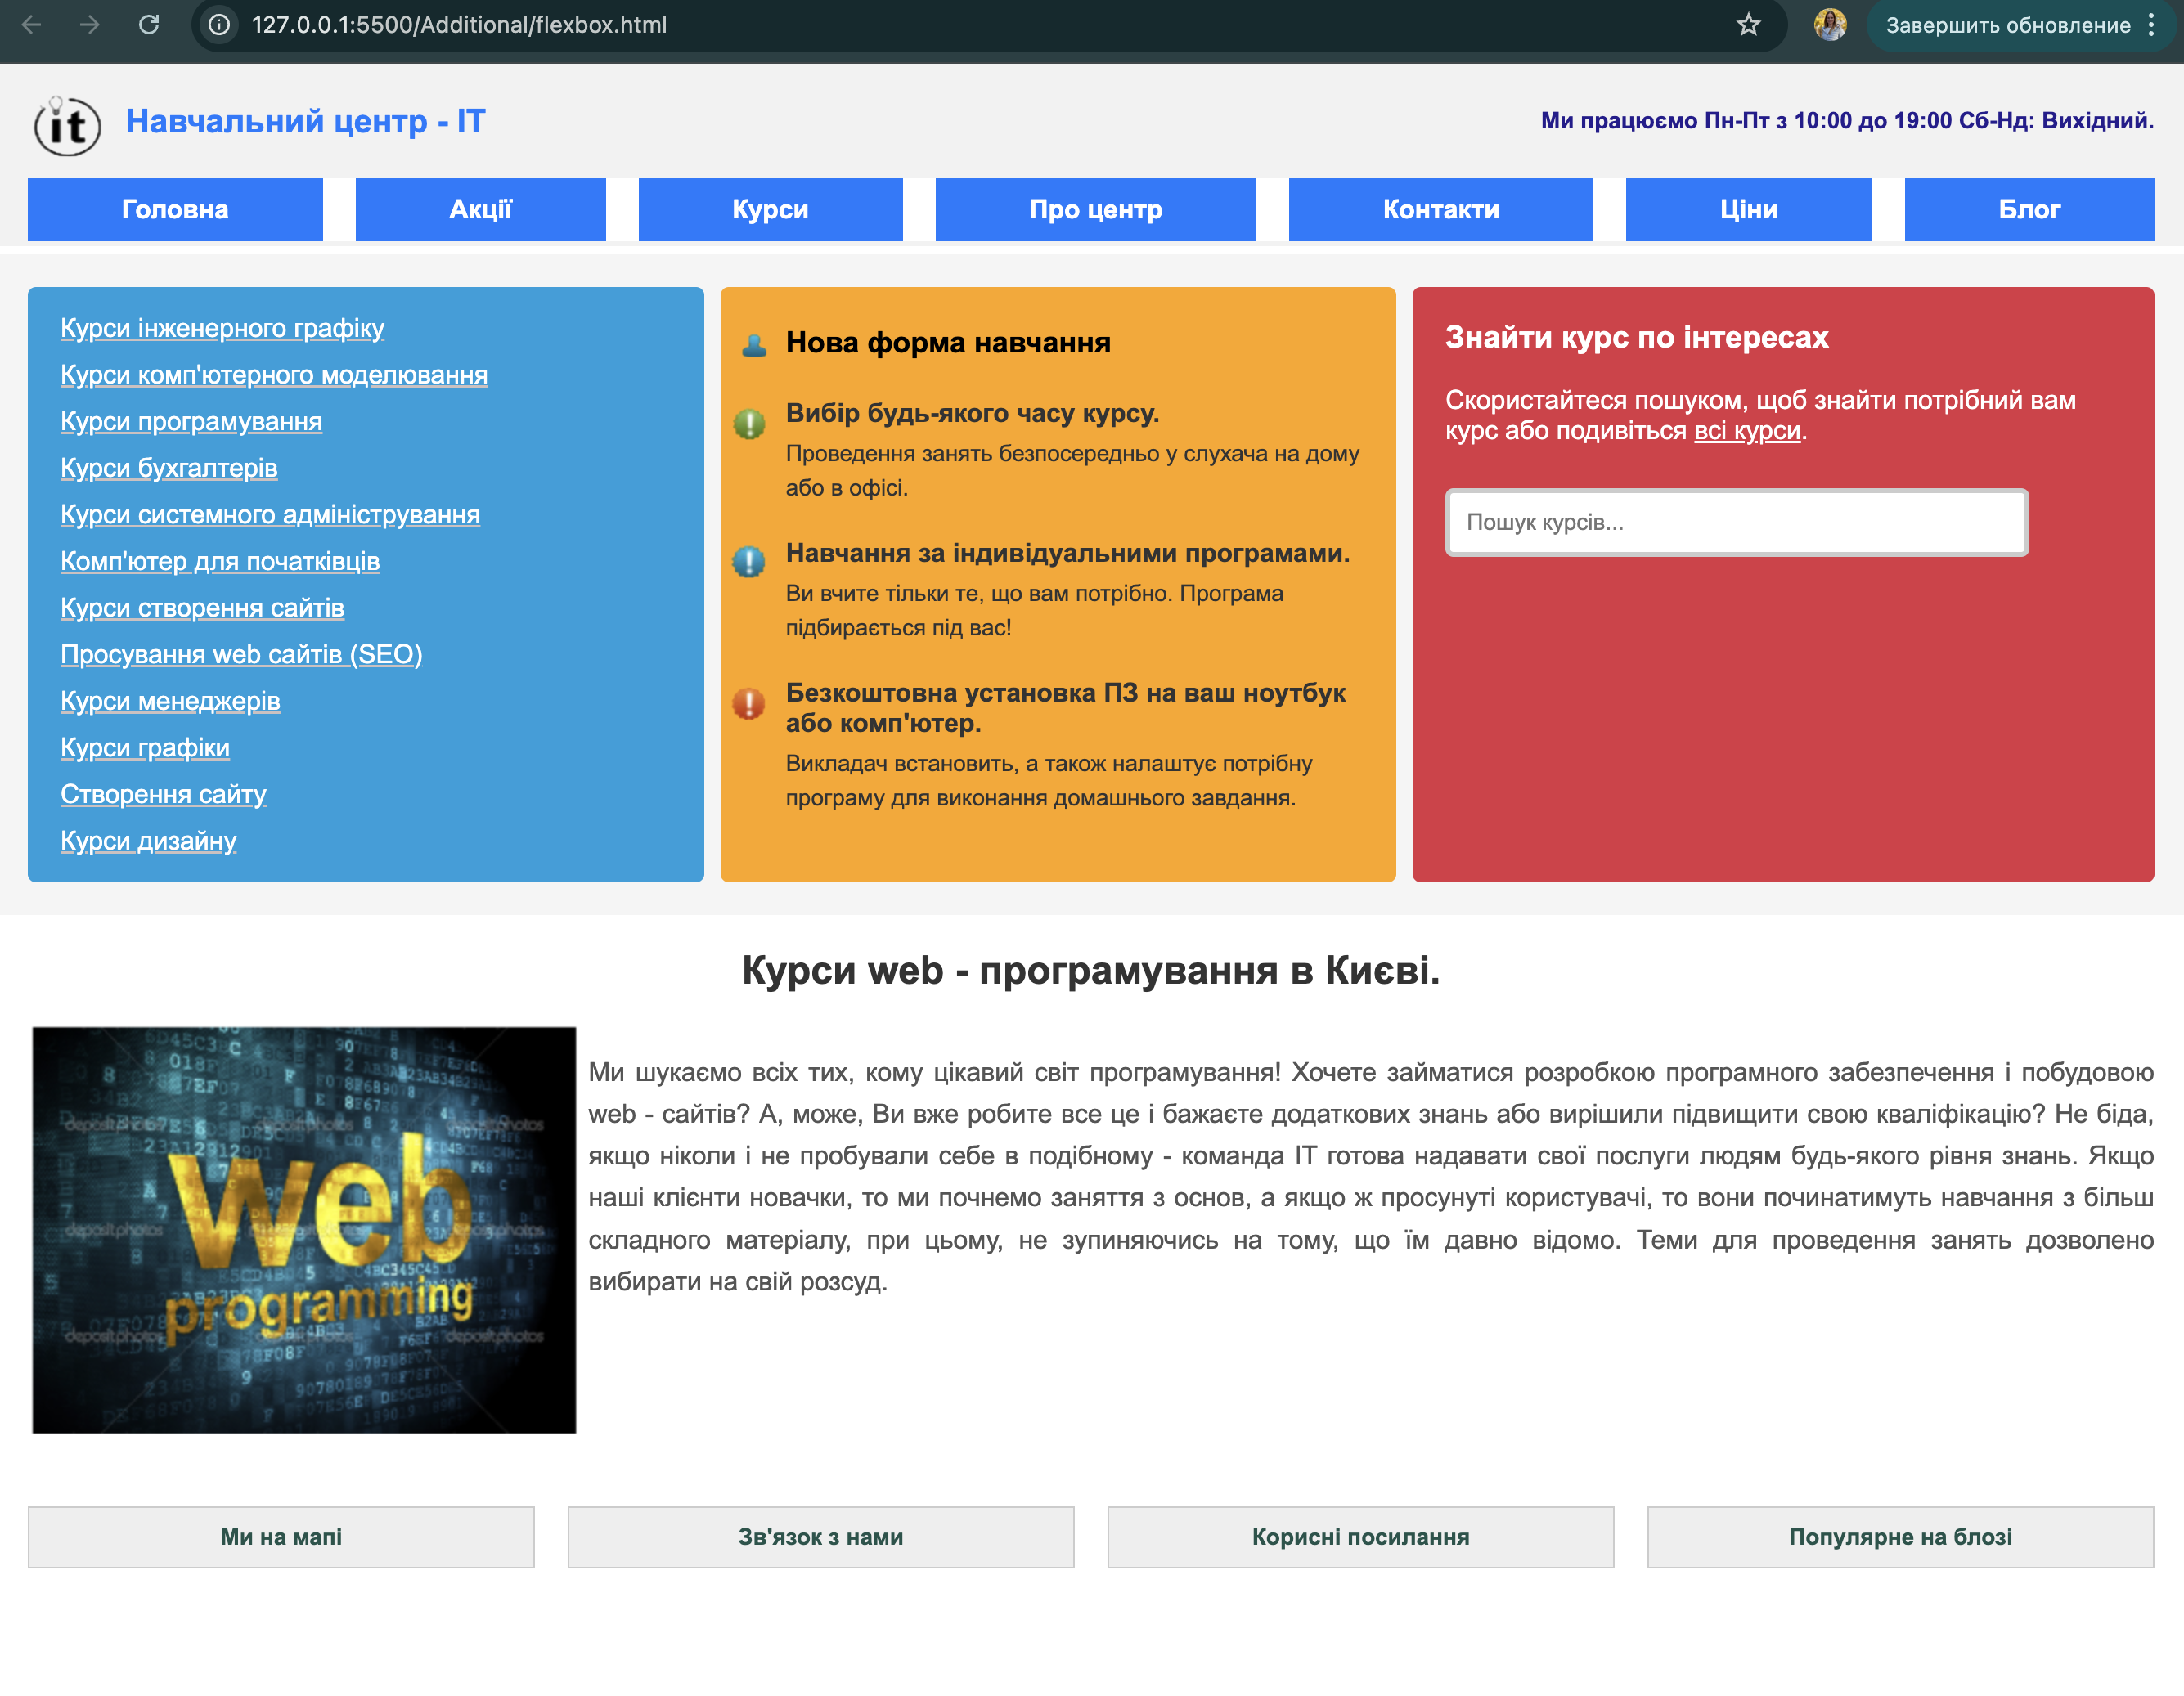 127.0.0.1:5500/Additional/flexbox.html
Завершить обновление
it
Навчальний центр - IT
Ми працюємо Пн-Пт з 10:00 до 19:00 Сб-Нд: Вихідний.
Головна
Акції
Курси
Про центр
Контакти
Ціни
Блог
Курси інженерного графіку
Курси комп'ютерного моделювання
Курси програмування
Курси бухгалтерів
Курси системного адміністрування
Комп'ютер для початківців
Курси створення сайтів
Просування web сайтів (SEO)
Курси менеджерів
Курси графіки
Створення сайту
Курси дизайну
Нова форма навчання
Вибір будь-якого часу курсу.
Проведення занять безпосередньо у слухача на дому
або в офісі.
Навчання за індивідуальними програмами.
Ви вчите тільки те, що вам потрібно. Програма
підбирається під вас!
Безкоштовна установка ПЗ на ваш ноутбук
або комп'ютер.
Викладач встановить, а також налаштує потрібну
програму для виконання домашнього завдання.
Знайти курс по інтересах
Скористайтеся пошуком, щоб знайти потрібний вам
курс або подивіться всі курси.
Пошук курсів...
Курси web - програмування в Києві.
web
programming
Ми шукаємо всіх тих, кому цікавий світ програмування! Хочете займатися розробкою програмного забезпечення і побудовою
web - сайтів? А, може, Ви вже робите все це і бажаєте додаткових знань або вирішили підвищити свою кваліфікацію? Не біда,
якщо ніколи і не пробували себе в подібному - команда IT готова надавати свої послуги людям будь-якого рівня знань. Якщо
наші клієнти новачки, то ми почнемо заняття з основ, а якщо ж просунуті користувачі, то вони починатимуть навчання з більш
складного матеріалу, при цьому, не зупиняючись на тому, що їм давно відомо. Теми для проведення занять дозволено
вибирати на свій розсуд.
Ми на мапі
Зв'язок з нами
Корисні посилання
Популярне на блозі